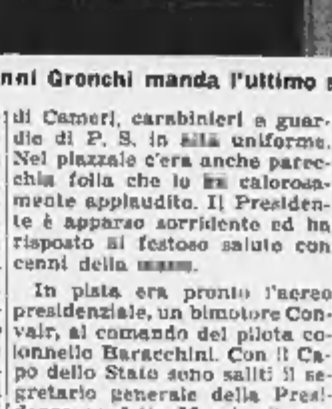 nni Gronchi manda l'ultimo
di Cameri, carabinieri e guar-
die di P. S. in alta uniforme.
Nel piazzale c'era anche parec-
chia folla che lo ha calorosa-
mente applaudito. Il Presiden-
te è apparso sorridente ed ha
risposto al festoso saluto con
cenni della
In pista era pronto l'aereo
presidenziale, un bimotore Con-
vair, al comando del pilota co-
lonnello Baracchini. Con il Ca-
po dello Stato sono saliti il se-
gretario generale della Presi-